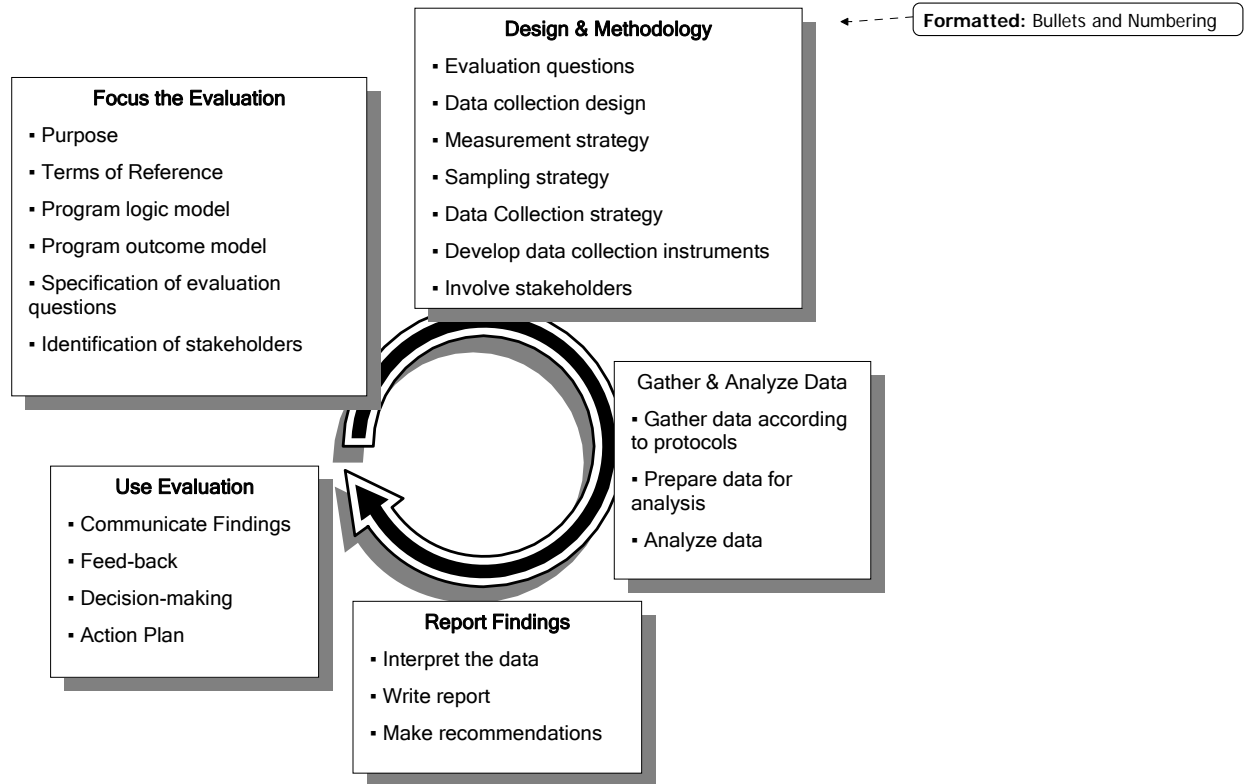 Focus the Evaluation
▪ Purpose
▪ Terms of Reference
▪ Program logic model
▪ Program outcome model
▪ Specification of evaluation
questions
▪ Identification of stakeholders
Design & Methodology
▪ Evaluation questions
▪ Data collection design
▪ Measurement strategy
▪ Sampling strategy
▪ Data Collection strategy
▪ Develop data collection instruments
▪ Involve stakeholders
Formatted: Bullets and Numbering
Gather & Analyze Data
▪ Gather data according
to protocols
▪ Prepare data for
analysis
▪ Analyze data
Report Findings
▪ Interpret the data
▪ Write report
▪ Make recommendations
Use Evaluation
▪ Communicate Findings
▪ Feed-back
▪ Decision-making
▪ Action Plan